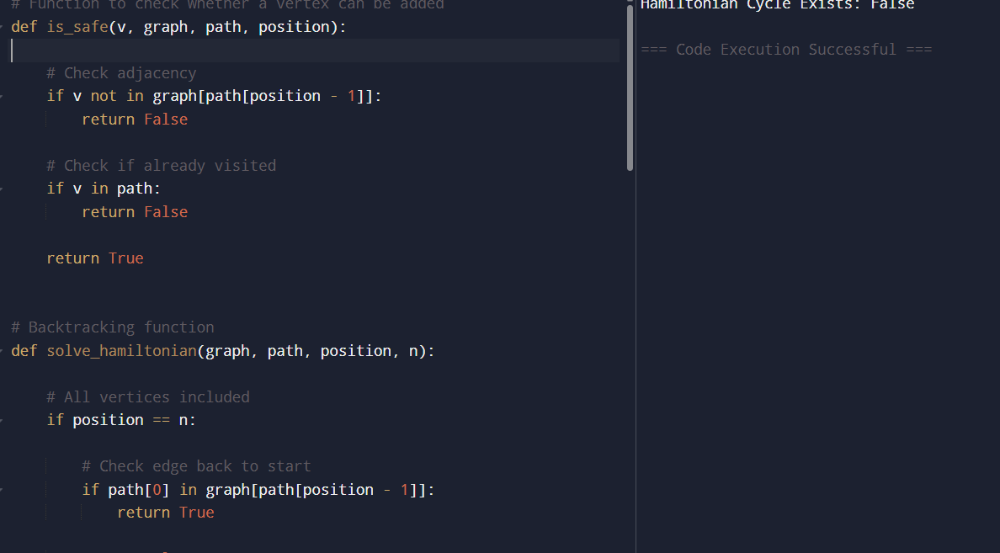 # Function to check whether a vertex can be added
def is_safe(v, graph, path, position):
    # Check adjacency
    if v not in graph[path[position - 1]]:
        return False
    # Check if already visited
    if v in path:
        return False
    return True
# Backtracking function
def solve_hamiltonian(graph, path, position, n):
    # All vertices included
    if position == n:
        # Check edge back to start
        if path[0] in graph[path[position - 1]]:
            return True
Hamiltonian Cycle Exists: False
=== Code Execution Successful ===